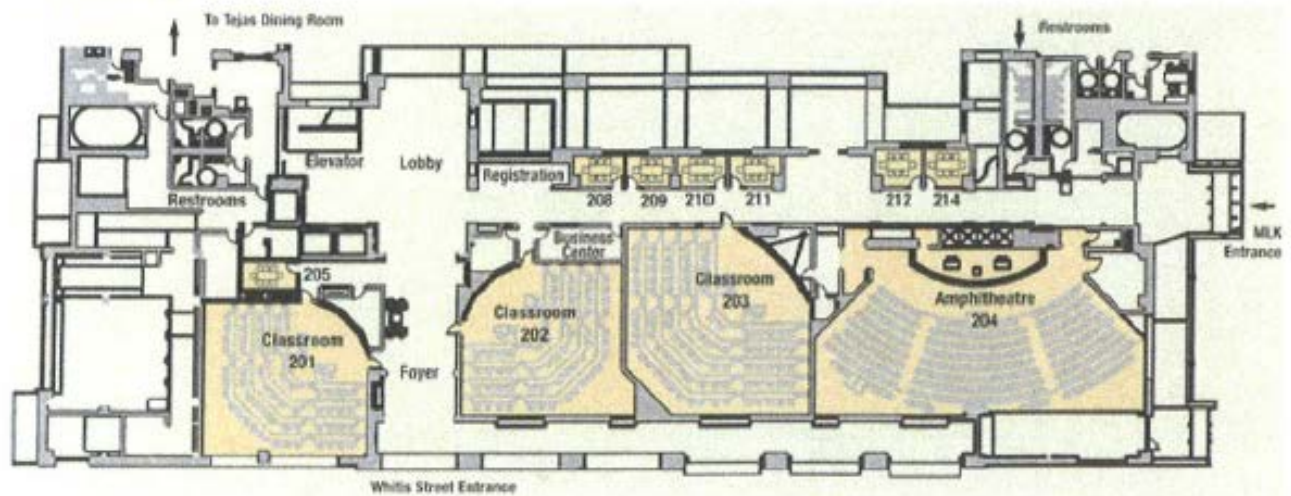 To Tejas Dining Room
Restrooms
Elevator
Lobby
Registration
Restrooms
208
209
210
211
212
214
MLK
Entrance
Business
Center
205
Classroom
203
Amphitheatre
204
Classroom
202
Classroom
201
Foyer
Whitis Street Entrance